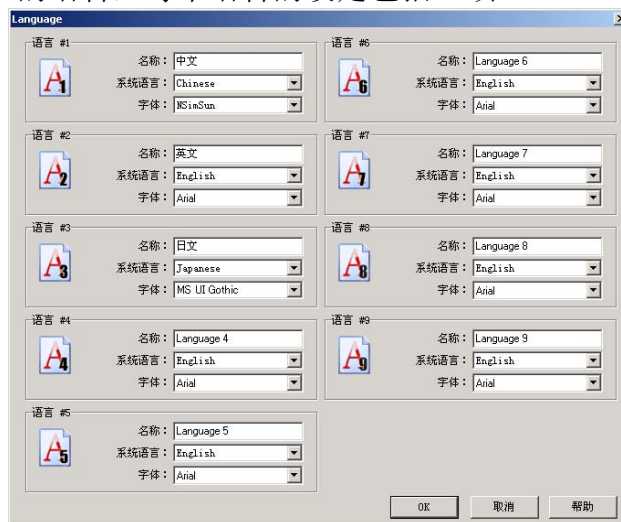 Language
语言 #1
名称：中文
系统语言：Chinese
字体：NSimSun
语言 #2
名称：英文
系统语言：English
字体：Arial
语言 #3
名称：日文
系统语言：Japanese
字体：MS UI Gothic
语言 #4
名称：Language 4
系统语言：English
字体：Arial
语言 #5
名称：Language 5
系统语言：English
字体：Arial
语言 #6
名称：Language 6
系统语言：English
字体：Arial
语言 #7
名称：Language 7
系统语言：English
字体：Arial
语言 #8
名称：Language 8
系统语言：English
字体：Arial
语言 #9
名称：Language 9
系统语言：English
字体：Arial
OK 取消 帮助